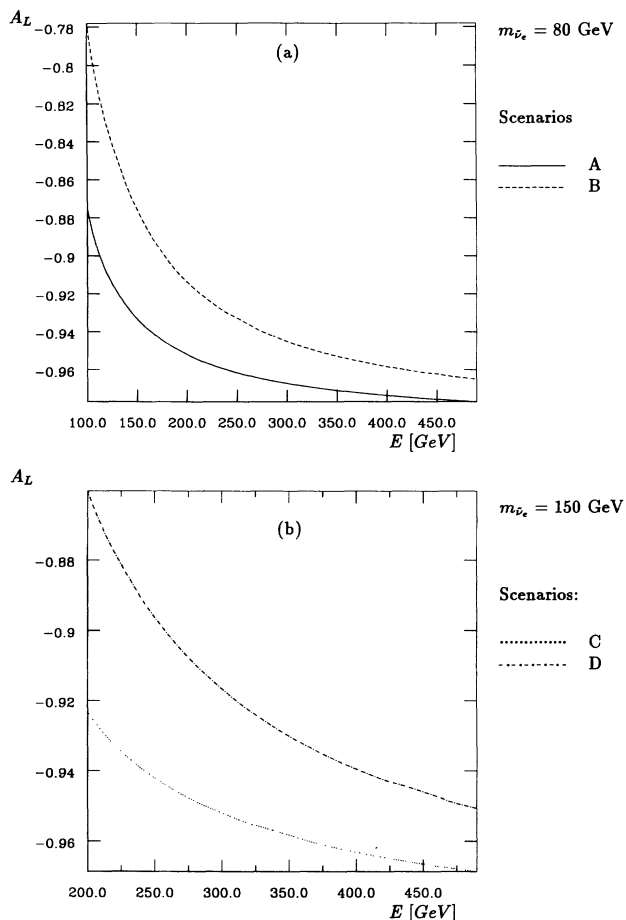 A_L
−0.78
−0.8
−0.82
−0.84
−0.86
−0.88
−0.9
−0.92
−0.94
−0.96
(a)
100.0 150.0 200.0 250.0 300.0 350.0 400.0 450.0
E [GeV]
m_ν̃e = 80 GeV
Scenarios
A
B
A_L
−0.88
−0.9
−0.92
−0.94
−0.96
(b)
200.0 250.0 300.0 350.0 400.0 450.0
E [GeV]
m_ν̃e = 150 GeV
Scenarios:
C
D